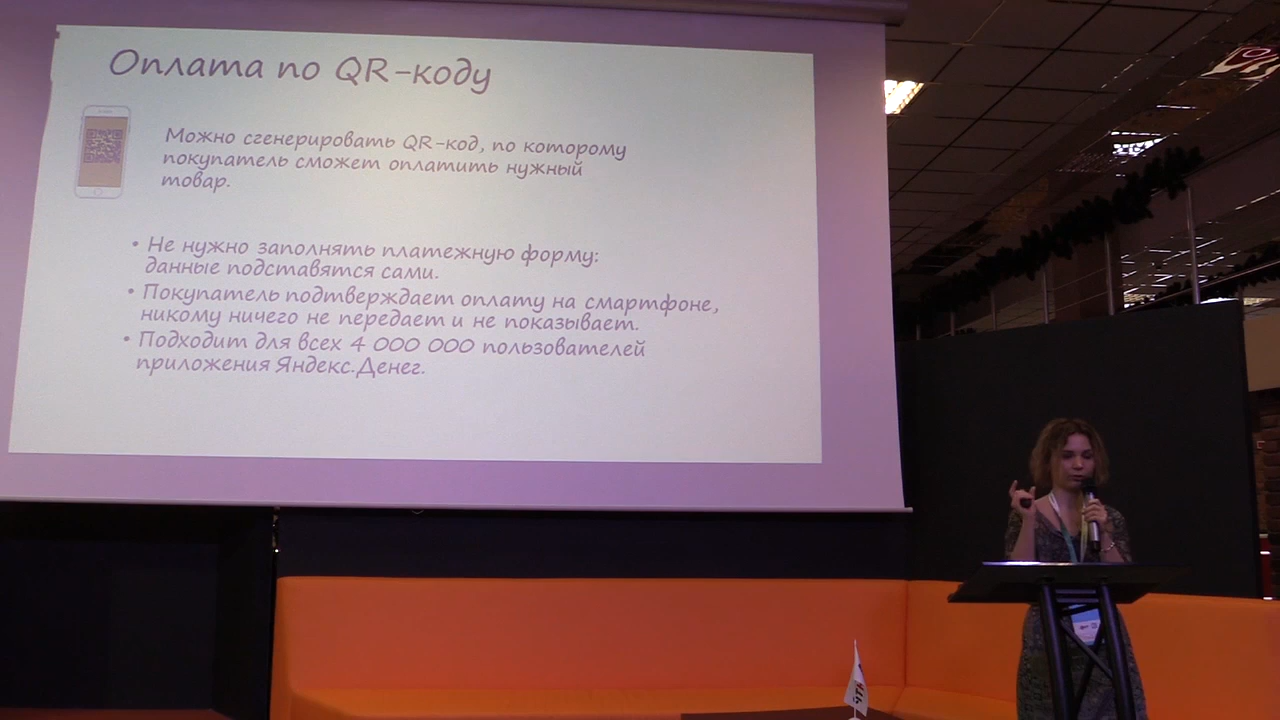 Оплата по QR-коду
Можно сгенерировать QR-код, по которому
покупатель сможет оплатить нужный
товар.
• Не нужно заполнять платежную форму:
данные подставятся сами.
• Покупатель подтверждает оплату на смартфоне,
никому ничего не передает и не показывает.
• Подходит для всех 4 000 000 пользователей
приложения Яндекс.Денег.